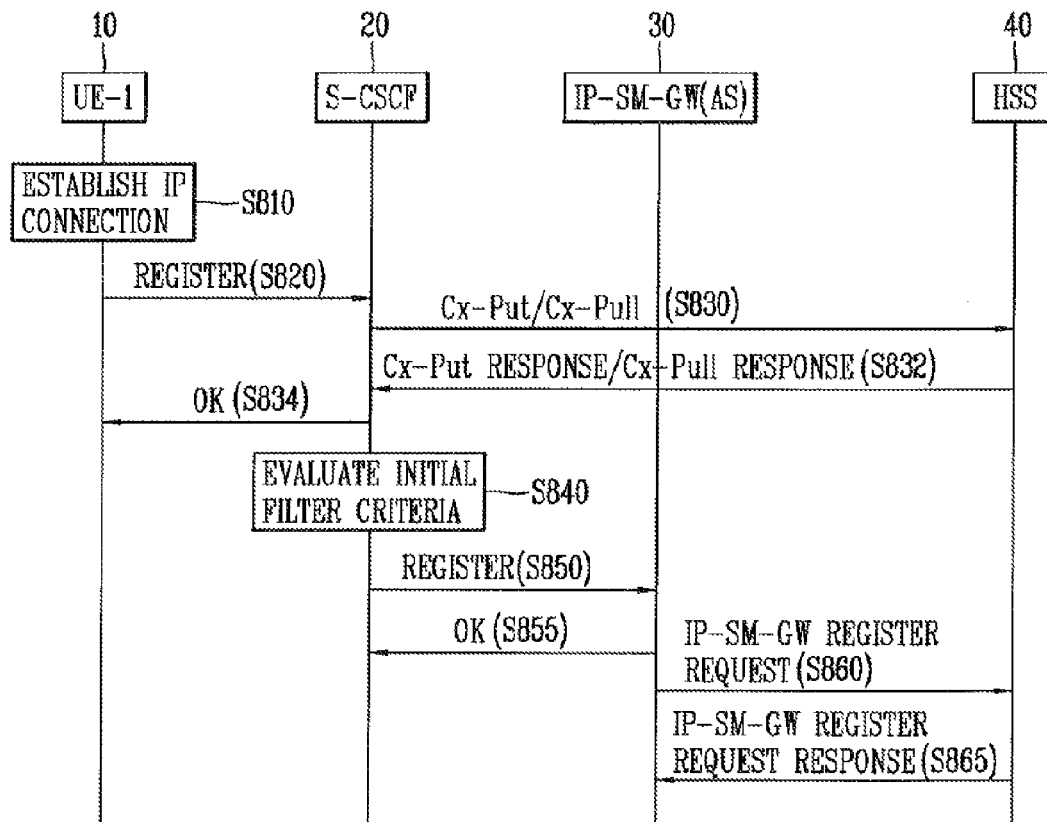 10 20 30 40
UE-1 S-CSCF IP-SM-GW(AS) HSS
ESTABLISH IP
CONNECTION
S810
REGISTER(S820)
Cx-Put/Cx-Pull (S830)
Cx-Put RESPONSE/Cx-Pull RESPONSE(S832)
OK(S834)
EVALUATE INITIAL
FILTER CRITERIA
S840
REGISTER(S850)
OK(S855)
IP-SM-GW REGISTER
REQUEST(S860)
IP-SM-GW REGISTER
REQUEST RESPONSE(S865)